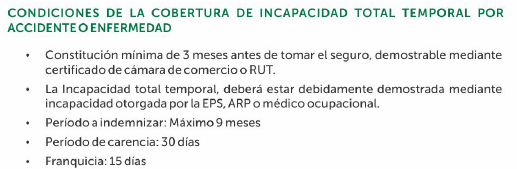 CONDICIONES DE LA COBERTURA DE INCAPACIDAD TOTAL TEMPORAL POR
ACCIDENTE O ENFERMEDAD
• Constitución mínima de 3 meses antes de tomar el seguro, demostrable mediante
certificado de cámara de comercio o RUT.
• La Incapacidad total temporal, deberá estar debidamente demostrada mediante
incapacidad otorgada por la EPS, ARP o médico ocupacional.
• Período a indemnizar: Máximo 9 meses
• Período de carencia: 30 días
• Franquicia: 15 días